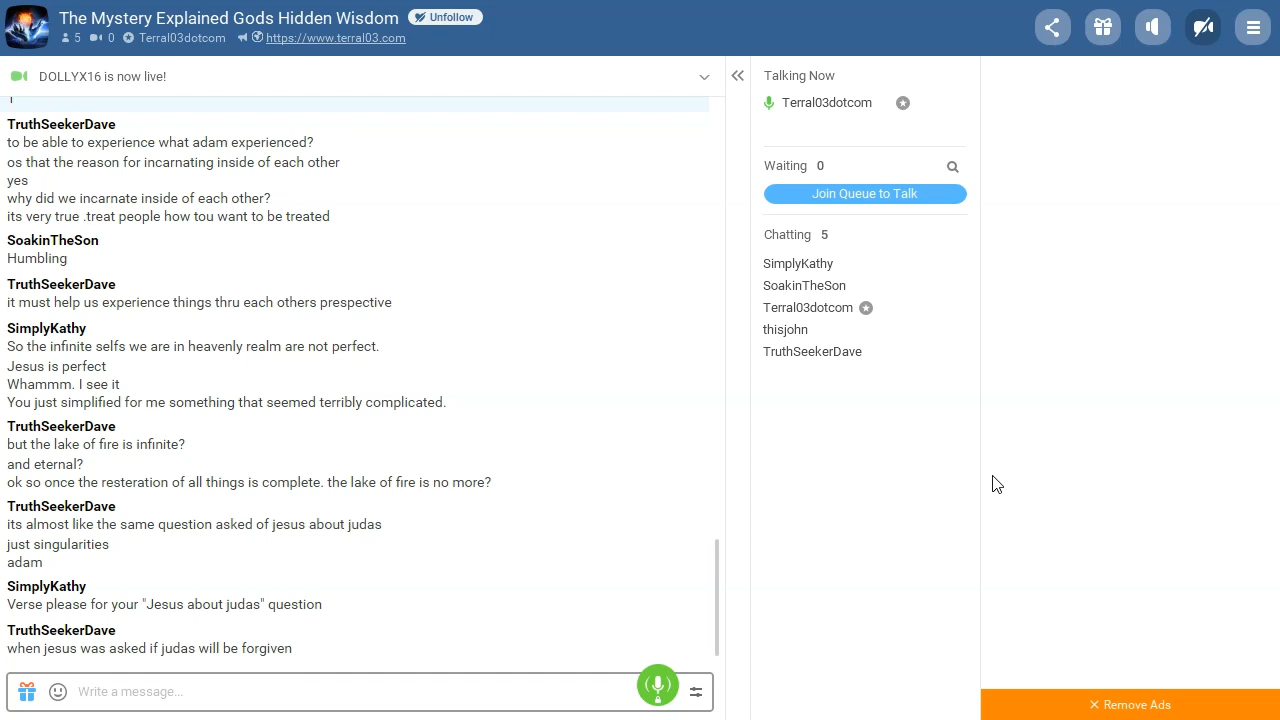 The Mystery Explained Gods Hidden Wisdom
Unfollow
5
0
Terral03dotcom
https://www.terral03.com
DOLLYX16 is now live!
TruthSeekerDave
to be able to experience what adam experienced?
os that the reason for incarnating inside of each other
yes
why did we incarnate inside of each other?
its very true .treat people how tou want to be treated
SoakinTheSon
Humbling
TruthSeekerDave
it must help us experience things thru each others prespective
SimplyKathy
So the infinite selfs we are in heavenly realm are not perfect.
Jesus is perfect
Whammm. I see it
You just simplified for me something that seemed terribly complicated.
TruthSeekerDave
but the lake of fire is infinite?
and eternal?
ok so once the resteration of all things is complete. the lake of fire is no more?
TruthSeekerDave
its almost like the same question asked of jesus about judas
just singularities
adam
SimplyKathy
Verse please for your "Jesus about judas" question
TruthSeekerDave
when jesus was asked if judas will be forgiven
Write a message...
Talking Now
Terral03dotcom
Waiting 0
Join Queue to Talk
Chatting 5
SimplyKathy
SoakinTheSon
Terral03dotcom
thisjohn
TruthSeekerDave
Remove Ads